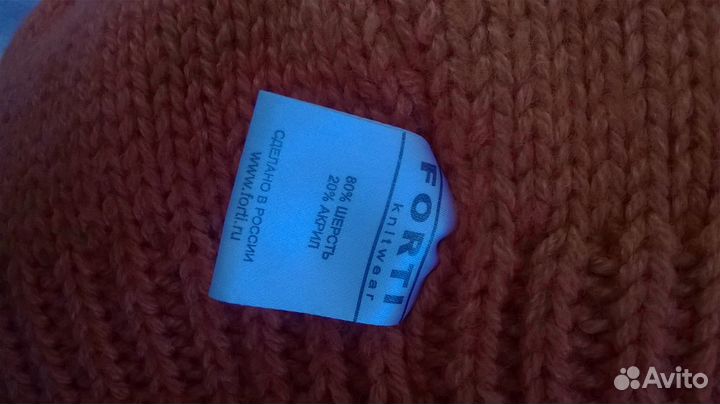 FORTI
knitwear
80% ШЕРСТЬ
20% АКРИЛ
СДЕЛАНО В РОССИИ
www.forti.ru
Avito